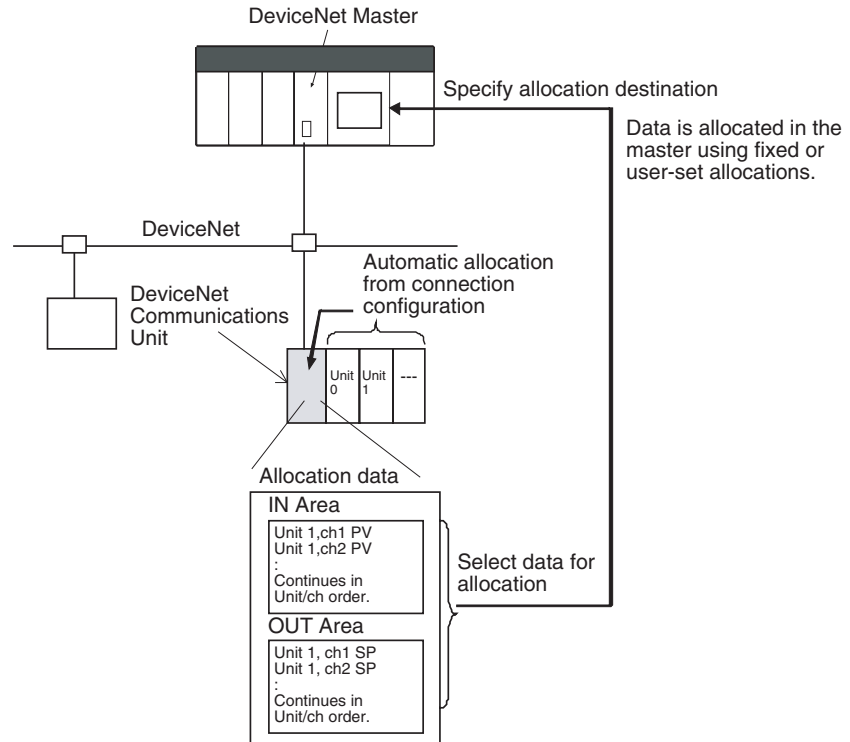 DeviceNet Master
Specify allocation destination
Data is allocated in the
master using fixed or
user-set allocations.
DeviceNet
Automatic allocation
from connection
configuration
DeviceNet
Communications
Unit
Unit
0
Unit
1
---
Allocation data
IN Area
Unit 1,ch1 PV
Unit 1,ch2 PV
:
Continues in
Unit/ch order.
Select data for
allocation
OUT Area
Unit 1, ch1 SP
Unit 1, ch2 SP
:
Continues in
Unit/ch order.